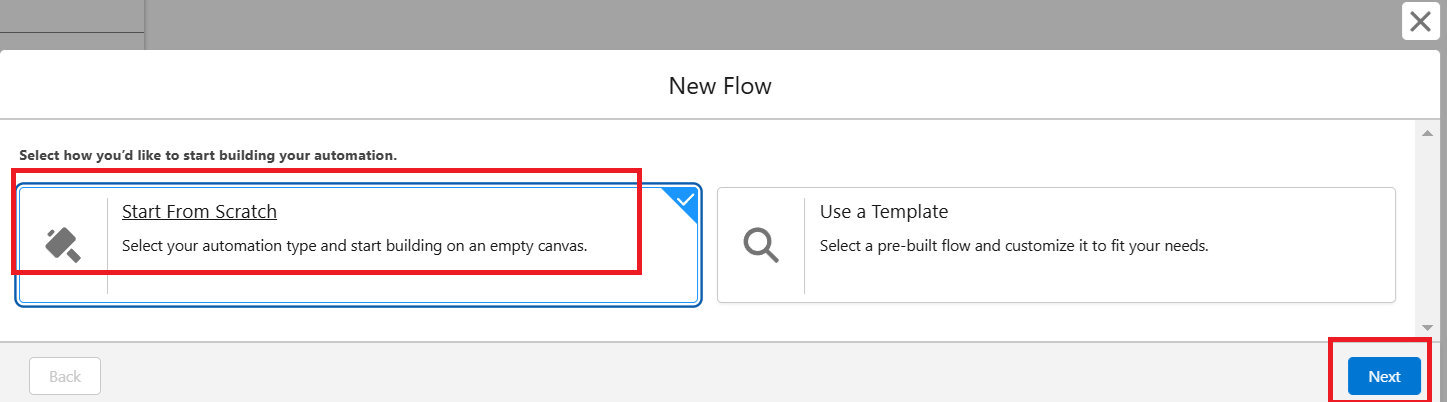 New Flow
Select how you'd like to start building your automation.
Start From Scratch
Select your automation type and start building on an empty canvas.
Use a Template
Select a pre-built flow and customize it to fit your needs.
Back
Next